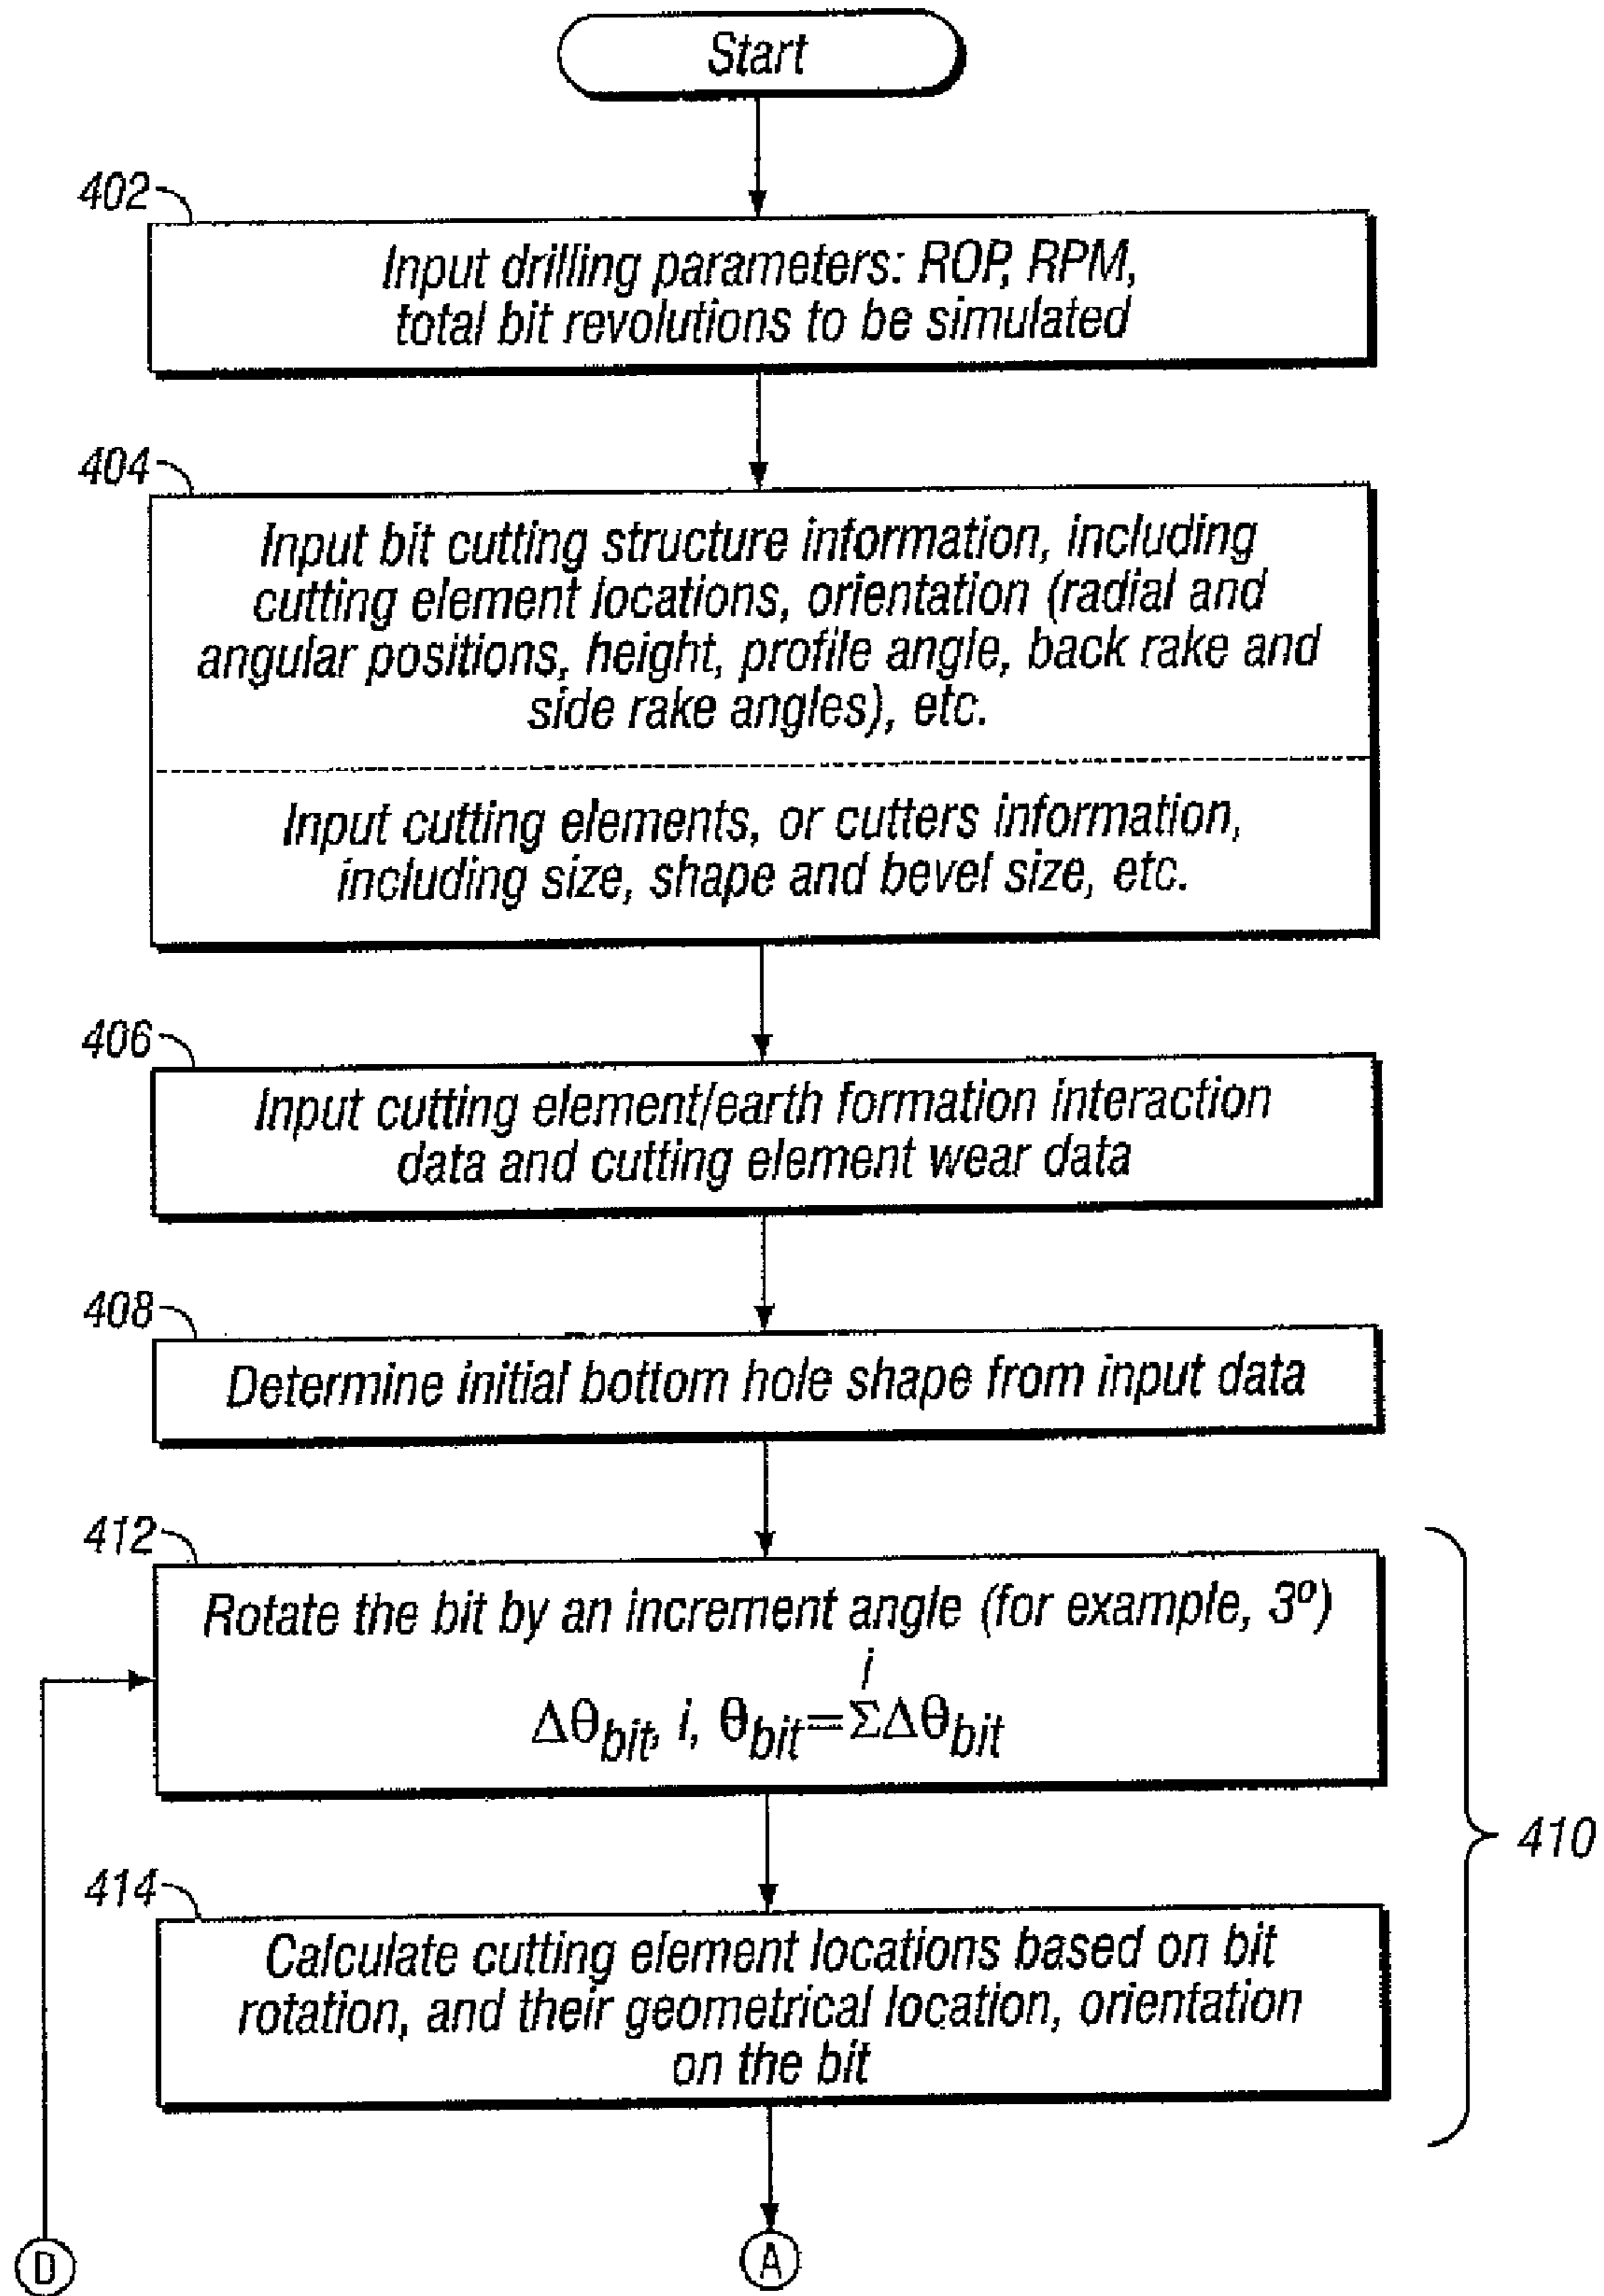 Start
402
Input drilling parameters: ROP, RPM,
total bit revolutions to be simulated
404
Input bit cutting structure information, including
cutting element locations, orientation (radial and
angular positions, height, profile angle, back rake and
side rake angles), etc.
Input cutting elements, or cutters information,
including size, shape and bevel size, etc.
406
Input cutting element/earth formation interaction
data and cutting element wear data
408
Determine initial bottom hole shape from input data
412
Rotate the bit by an increment angle (for example, 3º)
i
Δθbit, i, θbit=ΣΔθbit
410
414
Calculate cutting element locations based on bit
rotation, and their geometrical location, orientation
on the bit
D
A